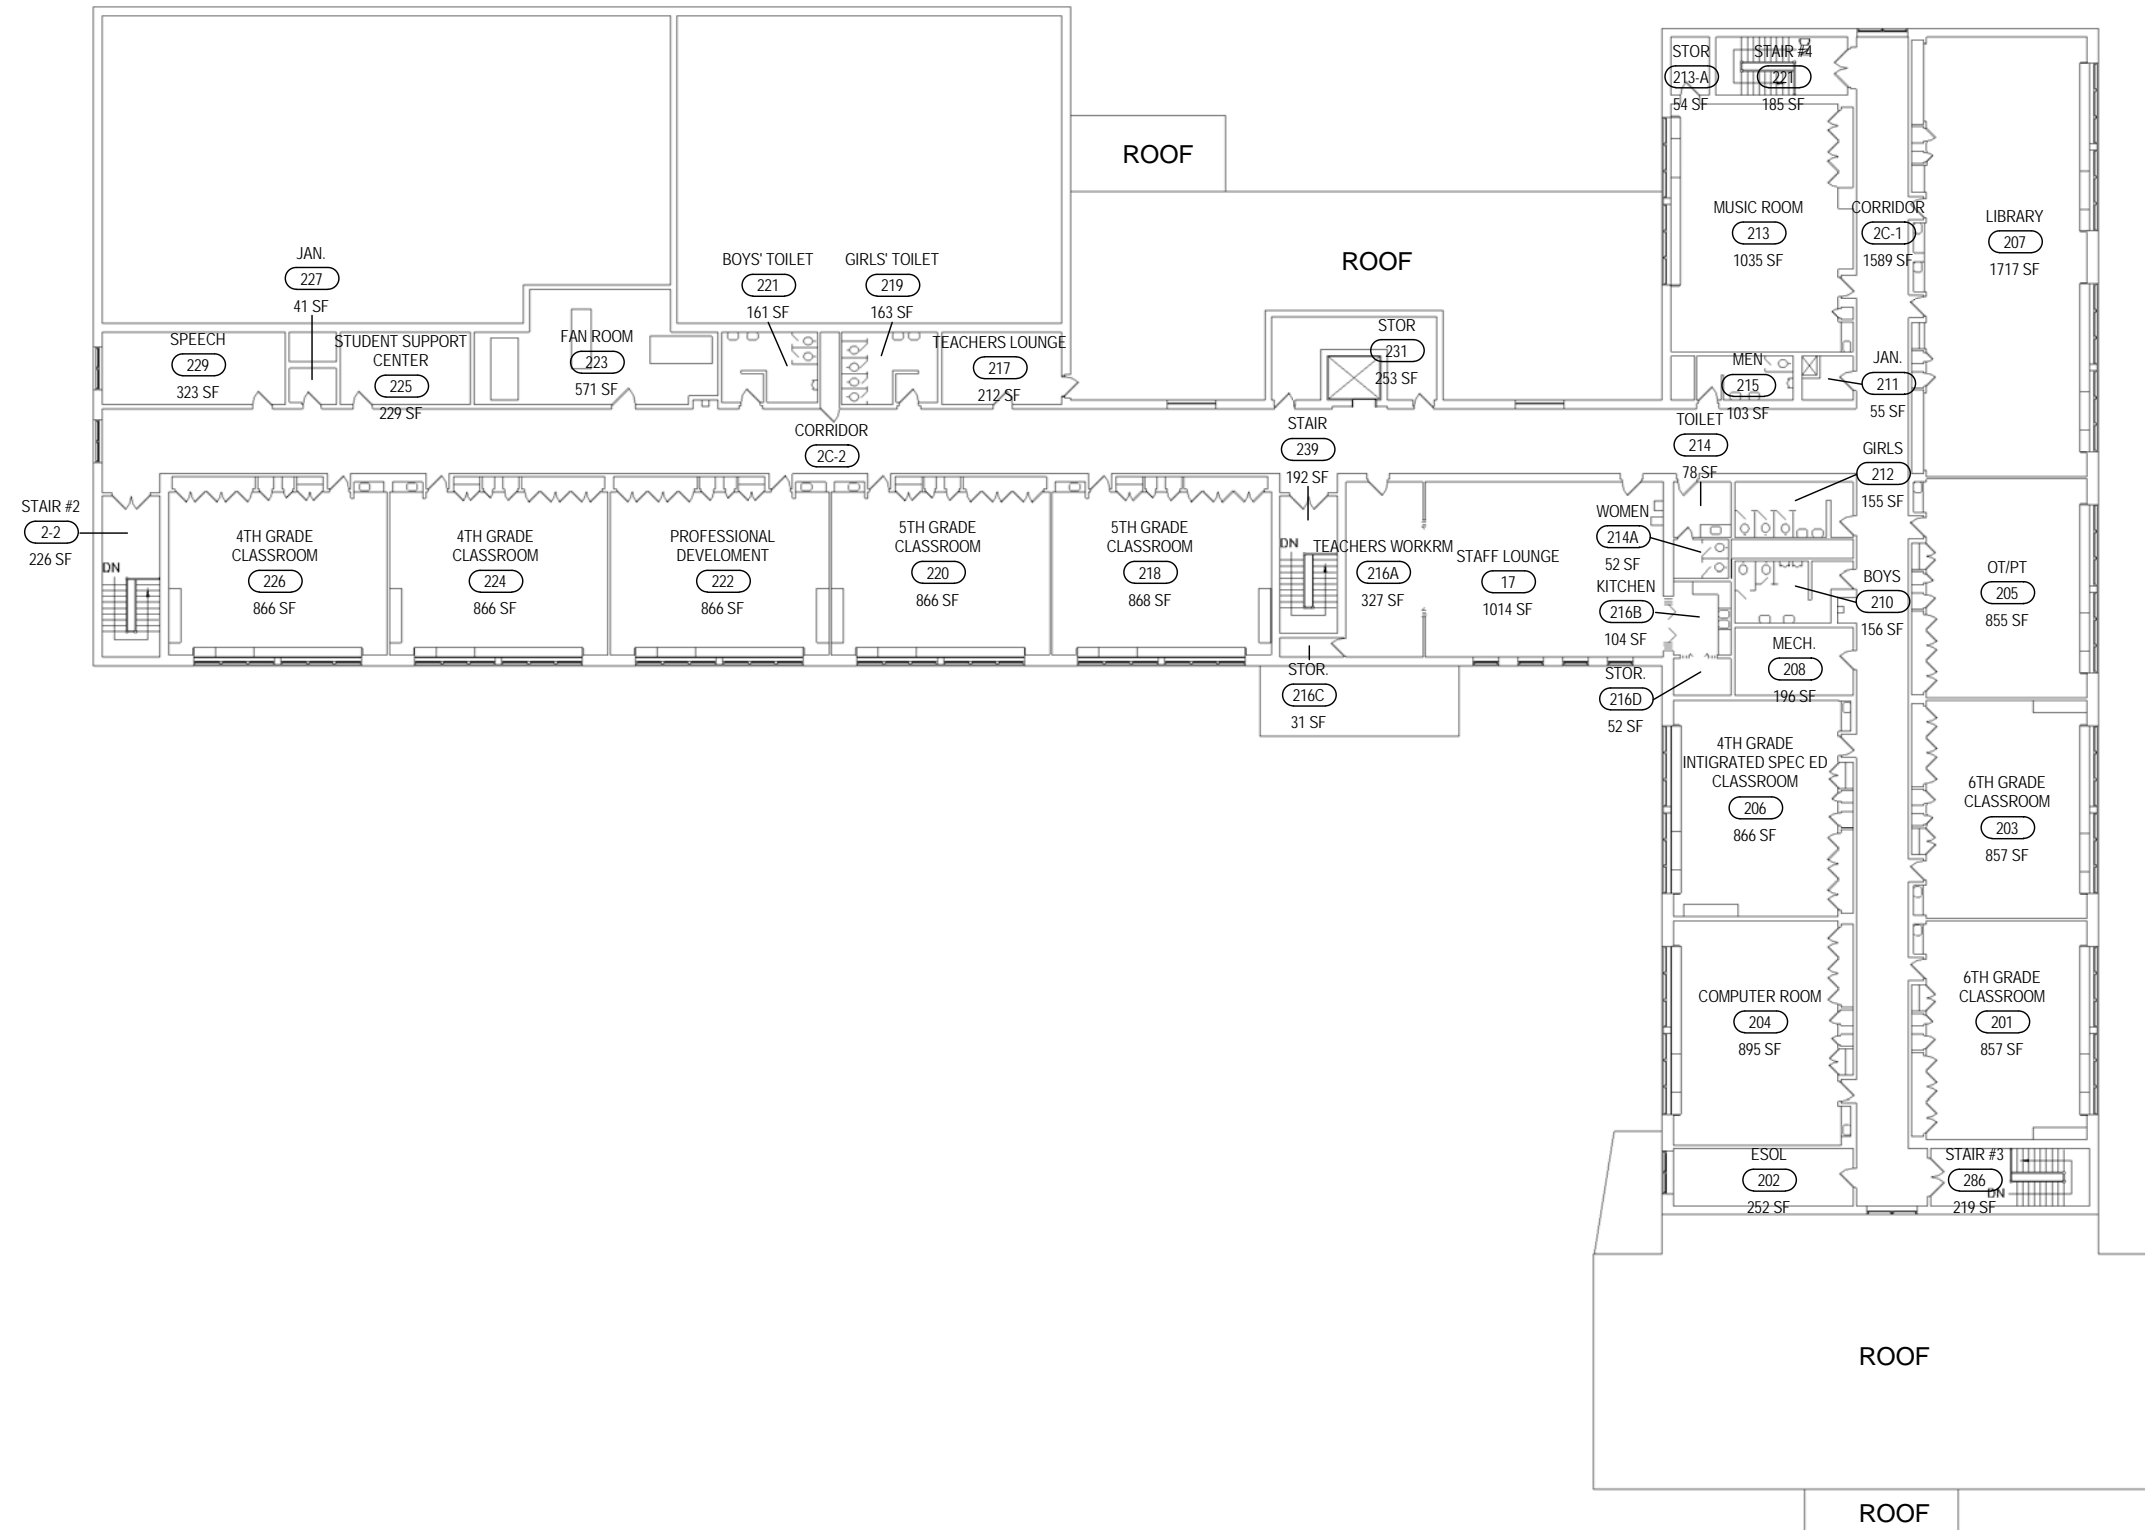 STOR
213-A
54 SF
STAIR #4
221
185 SF
ROOF
MUSIC ROOM
213
1035 SF
CORRIDOR
2C-1
1589 SF
LIBRARY
207
1717 SF
JAN.
227
41 SF
BOYS' TOILET
221
161 SF
GIRLS' TOILET
219
163 SF
ROOF
SPEECH
229
323 SF
STUDENT SUPPORT
CENTER
225
229 SF
FAN ROOM
223
571 SF
TEACHERS LOUNGE
217
212 SF
STOR
231
253 SF
MEN
215
103 SF
JAN.
211
55 SF
CORRIDOR
2C-2
STAIR
239
192 SF
TOILET
214
78 SF
GIRLS
212
155 SF
STAIR #2
2-2
226 SF
DN
4TH GRADE
CLASSROOM
226
866 SF
4TH GRADE
CLASSROOM
224
866 SF
PROFESSIONAL
DEVELOMENT
222
866 SF
5TH GRADE
CLASSROOM
220
866 SF
5TH GRADE
CLASSROOM
218
868 SF
DN
TEACHERS WORKRM
216A
327 SF
STAFF LOUNGE
17
1014 SF
WOMEN
214A
52 SF
KITCHEN
216B
104 SF
BOYS
210
156 SF
OT/PT
205
855 SF
STOR.
216C
31 SF
STOR.
216D
52 SF
MECH.
208
196 SF
4TH GRADE
INTIGRATED SPEC ED
CLASSROOM
206
866 SF
6TH GRADE
CLASSROOM
203
857 SF
COMPUTER ROOM
204
895 SF
6TH GRADE
CLASSROOM
201
857 SF
ESOL
202
252 SF
STAIR #3
286
DN
219 SF
ROOF
ROOF